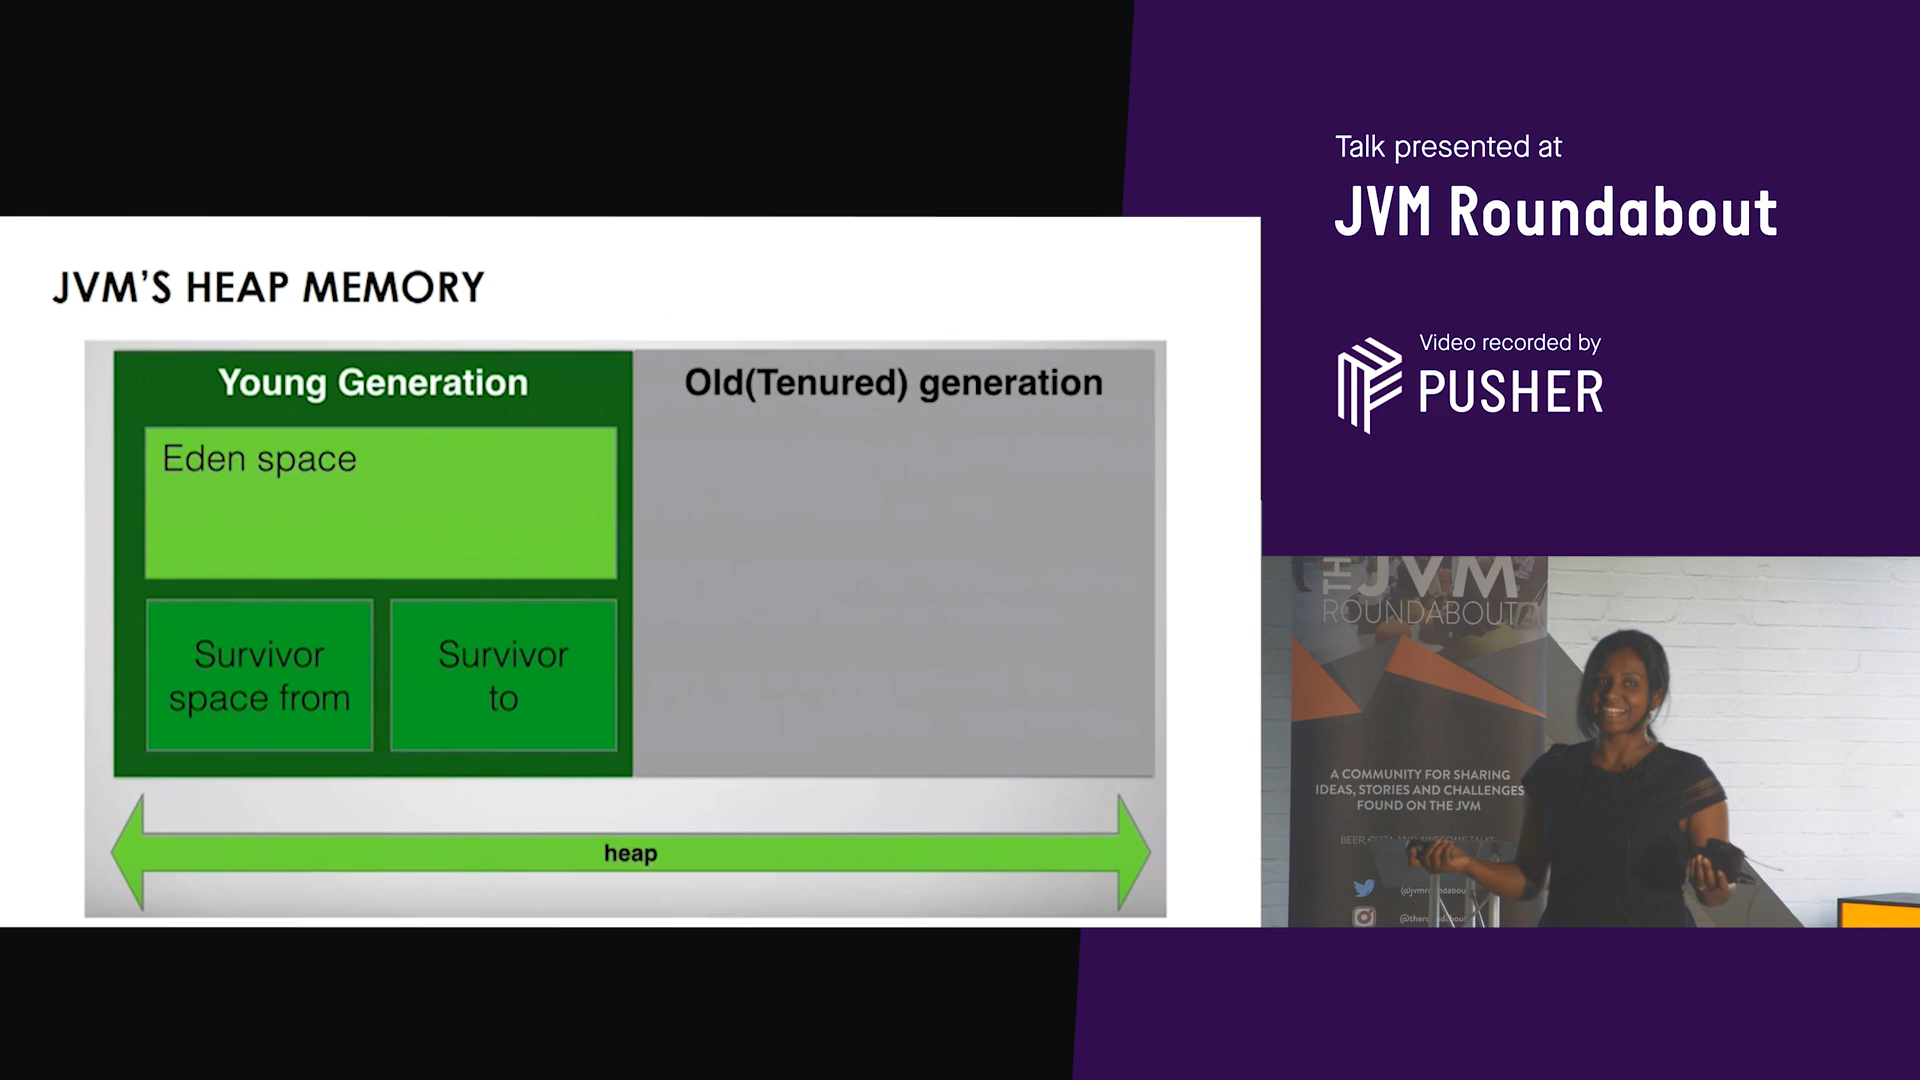 Talk presented at
JVM Roundabout
Video recorded by
PUSHER
JVM'S HEAP MEMORY
Young Generation
Old(Tenured) generation
Eden space
Survivor
space from
Survivor
to
heap
THE
JVM
ROUNDABOUT
A COMMUNITY FOR SHARING
IDEAS, STORIES AND CHALLENGES
FOUND ON THE JVM